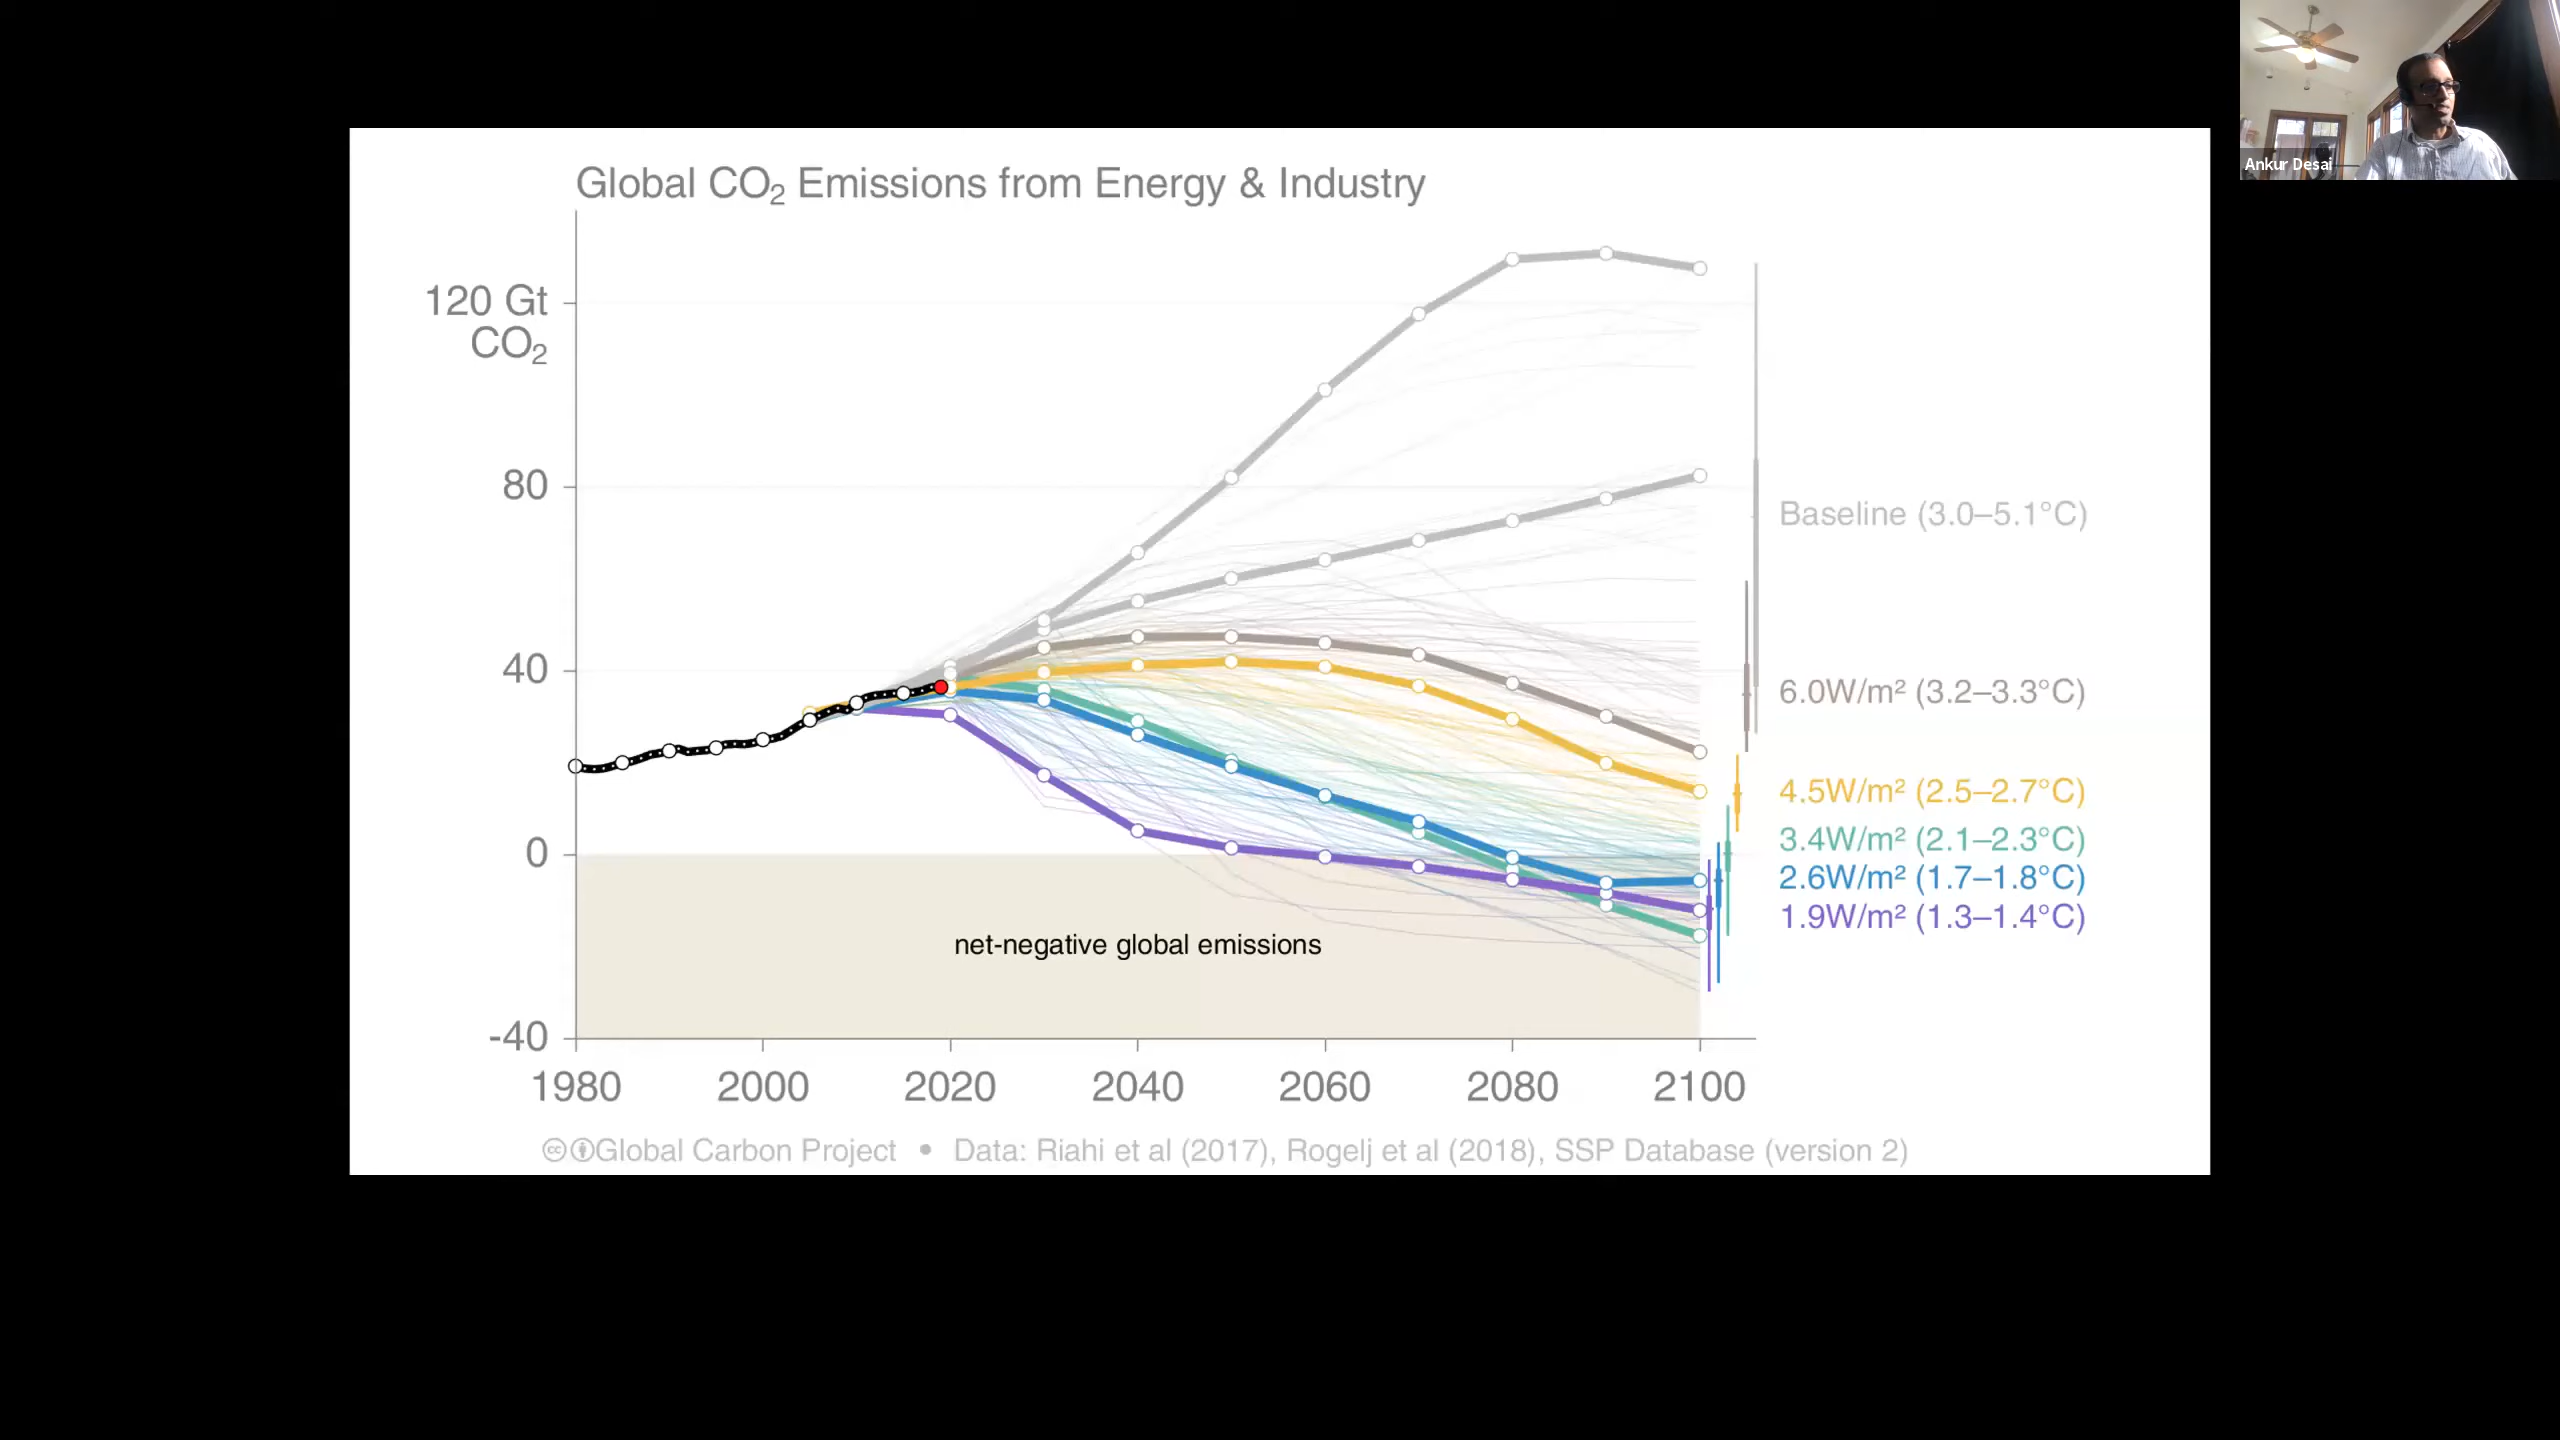 Ankur Desai
Global CO₂ Emissions from Energy & Industry
120 Gt
CO₂
80
40
0
-40
1980 2000 2020 2040 2060 2080 2100
Baseline (3.0–5.1°C)
6.0W/m² (3.2–3.3°C)
4.5W/m² (2.5–2.7°C)
3.4W/m² (2.1–2.3°C)
2.6W/m² (1.7–1.8°C)
1.9W/m² (1.3–1.4°C)
net-negative global emissions
cc Global Carbon Project • Data: Riahi et al (2017), Rogelj et al (2018), SSP Database (version 2)